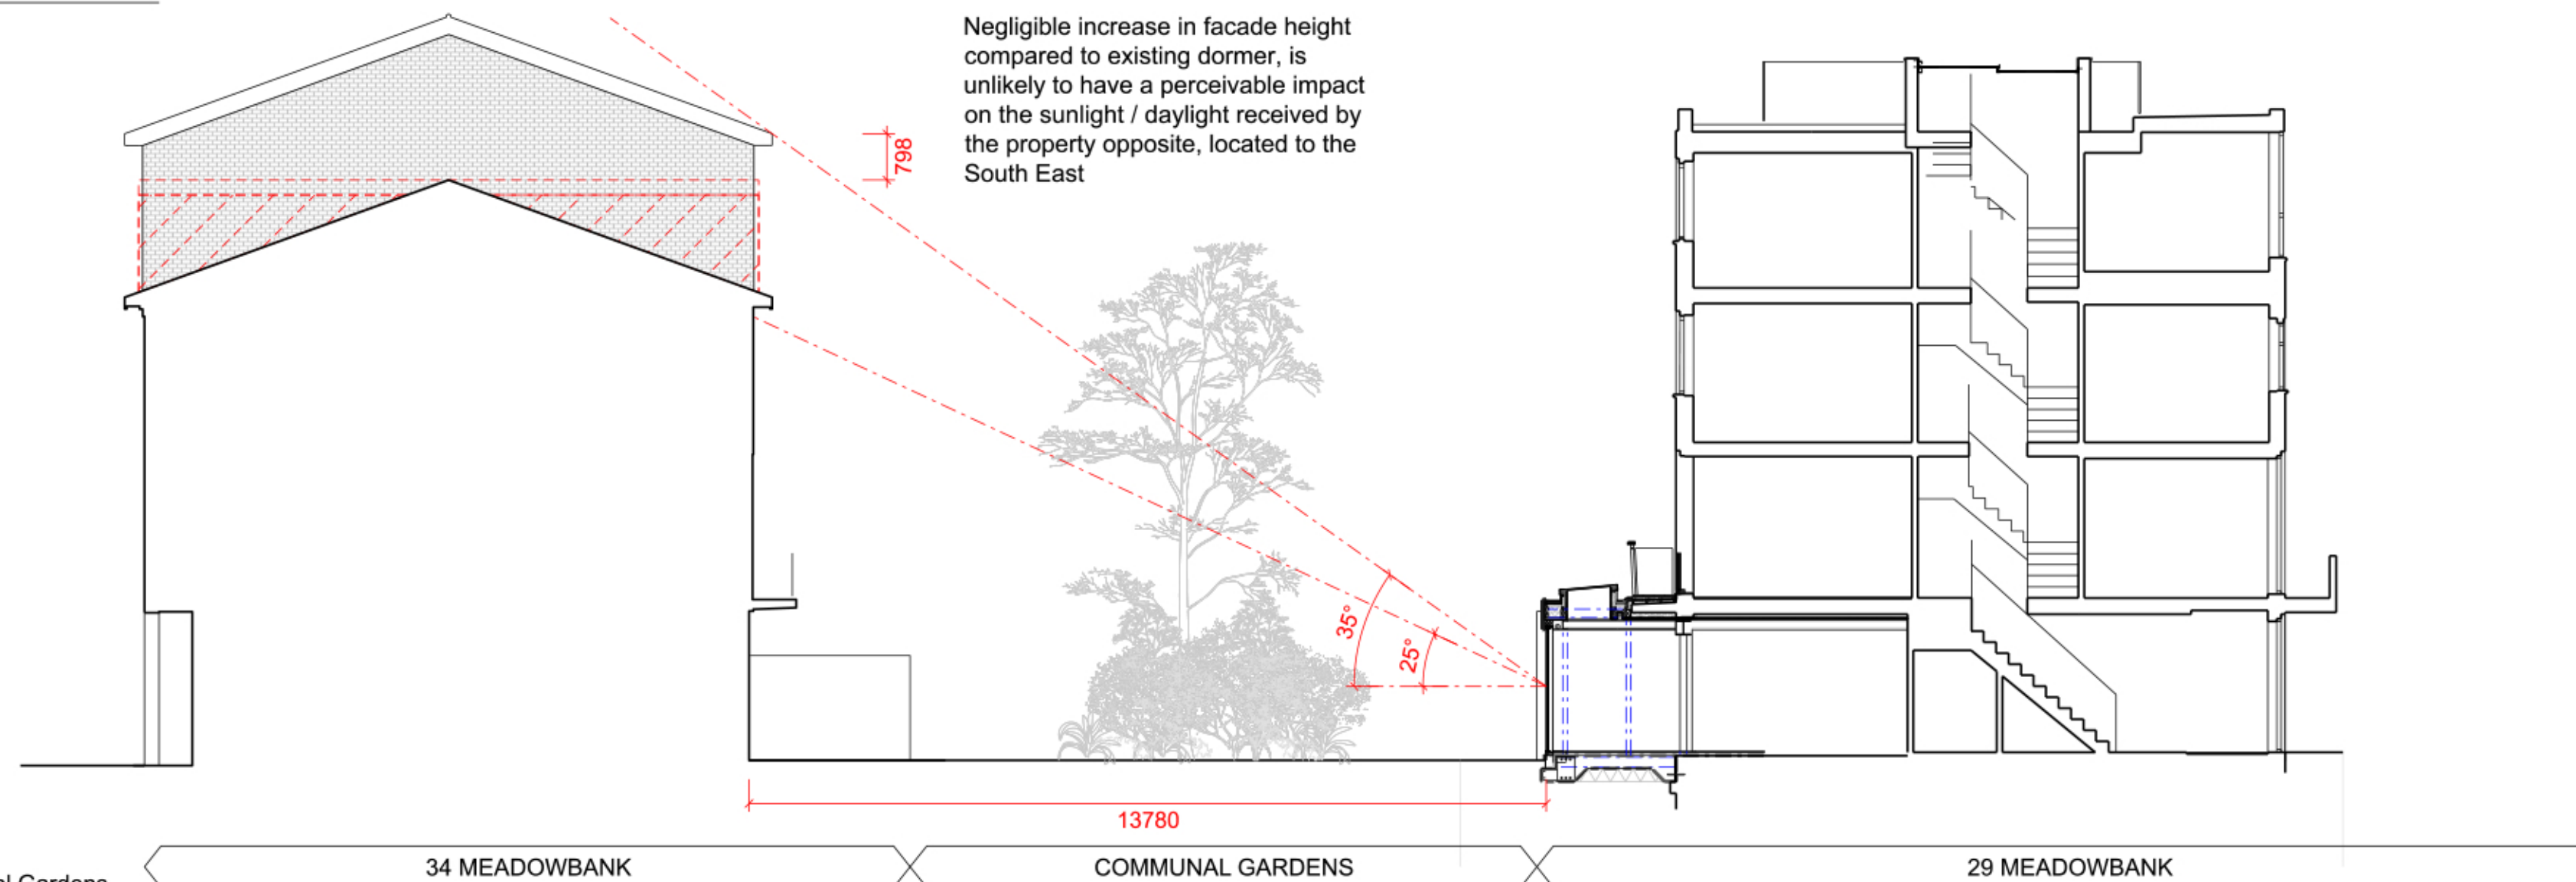 Negligible increase in facade height
compared to existing dormer, is
unlikely to have a perceivable impact
on the sunlight / daylight received by
the property opposite, located to the
South East
798
35°
25°
13780
34 MEADOWBANK
COMMUNAL GARDENS
29 MEADOWBANK
Gardens